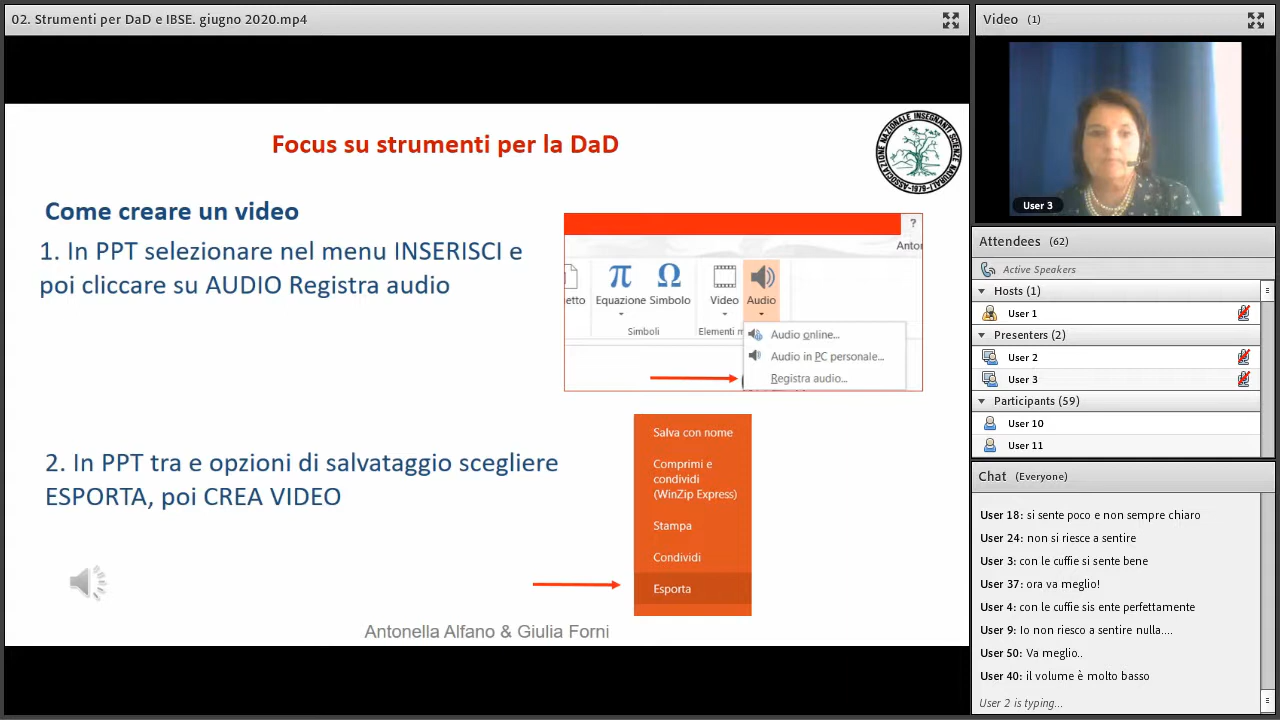 02. Strumenti per DaD e IBSE. giugno 2020.mp4
Focus su strumenti per la DaD
ASSOCIAZIONE NAZIONALE INSEGNANTI SCIENZE NATURALI
-1979-
Come creare un video
1. In PPT selezionare nel menu INSERISCI e
poi cliccare su AUDIO Registra audio
?
Anton
etto
π
Equazione
Ω
Simbolo
Video
Audio
Simboli
Elementi m
Audio online...
Audio in PC personale...
Registra audio...
2. In PPT tra e opzioni di salvataggio scegliere
ESPORTA, poi CREA VIDEO
Salva con nome
Comprimi e
condividi
(WinZip Express)
Stampa
Condividi
Esporta
Antonella Alfano & Giulia Forni
Video (1)
User 3
Attendees (62)
Active Speakers
Hosts (1)
User 1
Presenters (2)
User 2
User 3
Participants (59)
User 10
User 11
Chat (Everyone)
User 18: si sente poco e non sempre chiaro
User 24: non si riesce a sentire
User 3: con le cuffie si sente bene
User 37: ora va meglio!
User 4: con le cuffie sis ente perfettamente
User 9: Io non riesco a sentire nulla....
User 50: Va meglio..
User 40: il volume è molto basso
User 2 is typing...